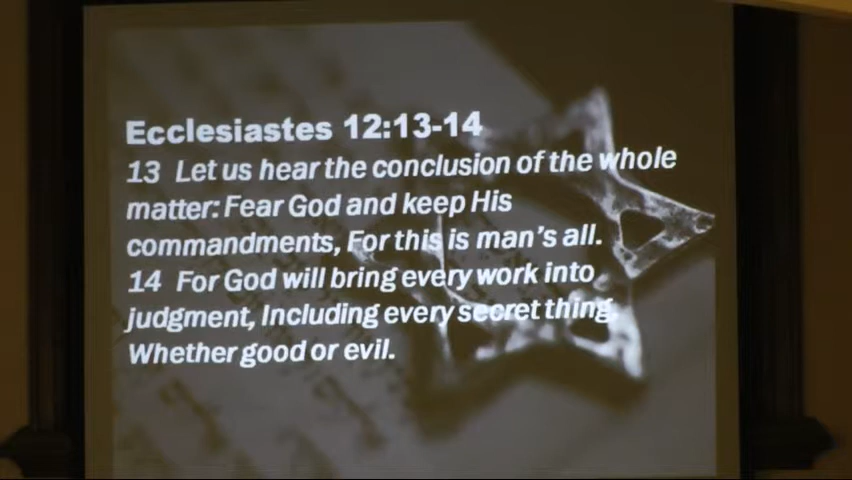 Ecclesiastes 12:13-14
13 Let us hear the conclusion of the whole
matter: Fear God and keep His
commandments, For this is man's all.
14 For God will bring every work into
judgment, Including every secret thing,
Whether good or evil.